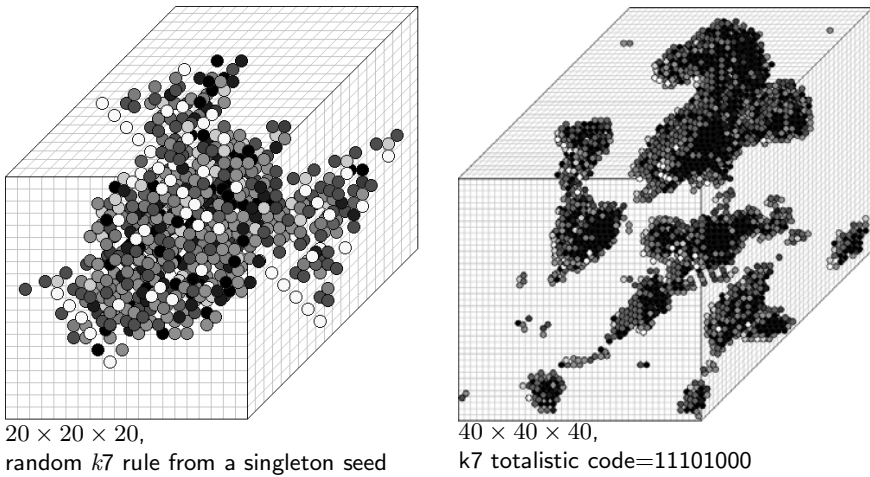 20 × 20 × 20,
random k7 rule from a singleton seed
40 × 40 × 40,
k7 totalistic code=11101000